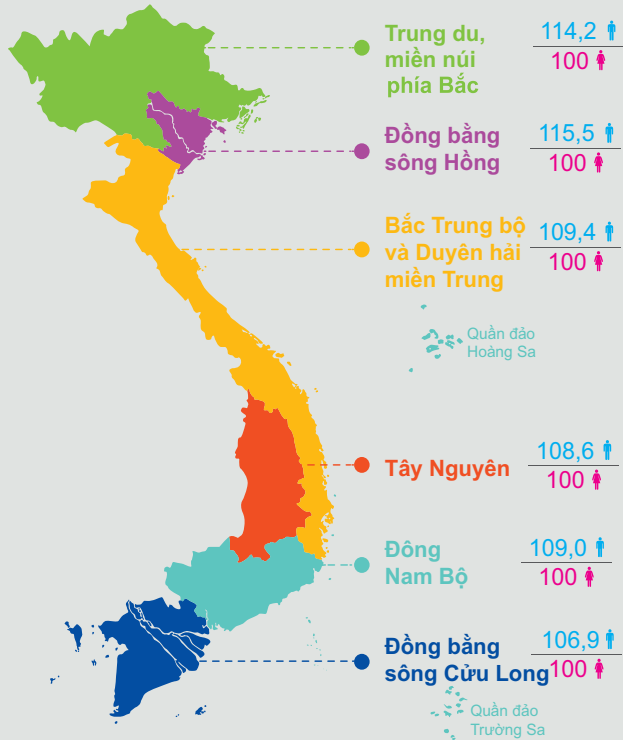 Trung du,
miền núi
phía Bắc
114,2
100
Đồng bằng
sông Hồng
115,5
100
Bắc Trung bộ
và Duyên hải
miền Trung
109,4
100
Quần đảo
Hoàng Sa
Tây Nguyên
108,6
100
Đông
Nam Bộ
109,0
100
Đồng bằng
sông Cửu Long
106,9
100
Quần đảo
Trường Sa